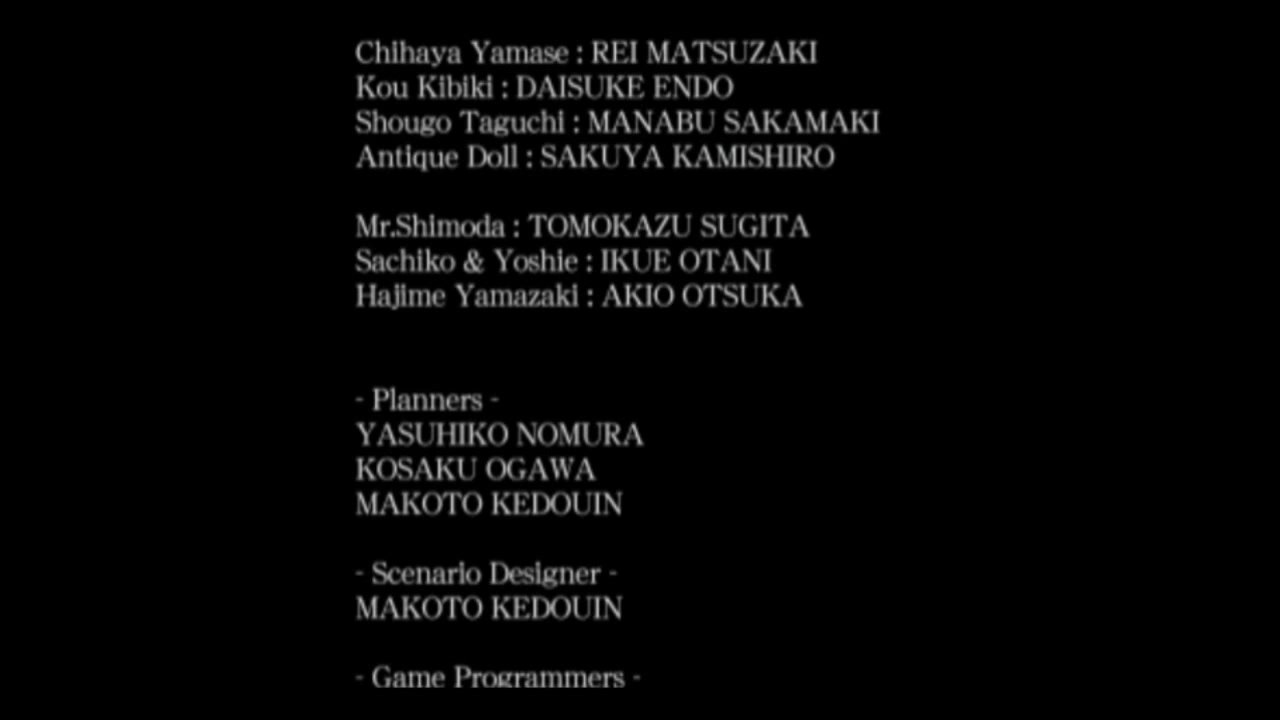 Chihaya Yamase : REI MATSUZAKI
Kou Kibiki : DAISUKE ENDO
Shougo Taguchi : MANABU SAKAMAKI
Antique Doll : SAKUYA KAMISHIRO
Mr.Shimoda : TOMOKAZU SUGITA
Sachiko & Yoshie : IKUE OTANI
Hajime Yamazaki : AKIO OTSUKA
- Planners -
YASUHIKO NOMURA
KOSAKU OGAWA
MAKOTO KEDOUIN
- Scenario Designer -
MAKOTO KEDOUIN
- Game Programmers -